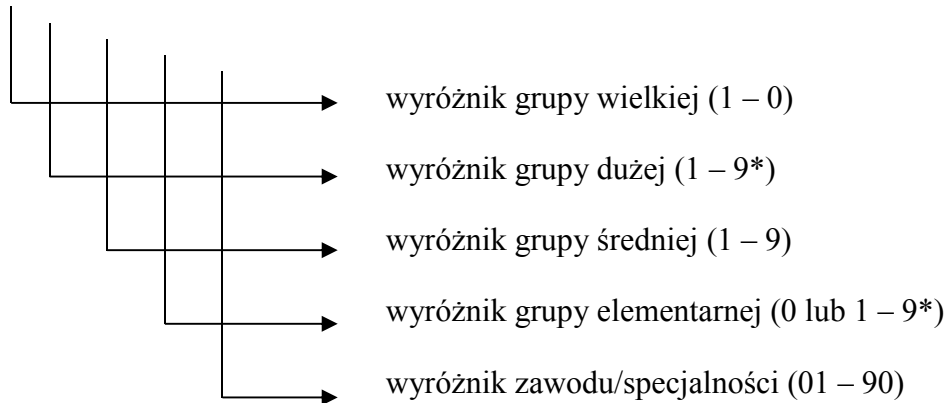 wyróżnik grupy wielkiej (1 – 0)
wyróżnik grupy dużej (1 – 9*)
wyróżnik grupy średniej (1 – 9)
wyróżnik grupy elementarnej (0 lub 1 – 9*)
wyróżnik zawodu/specjalności (01 – 90)